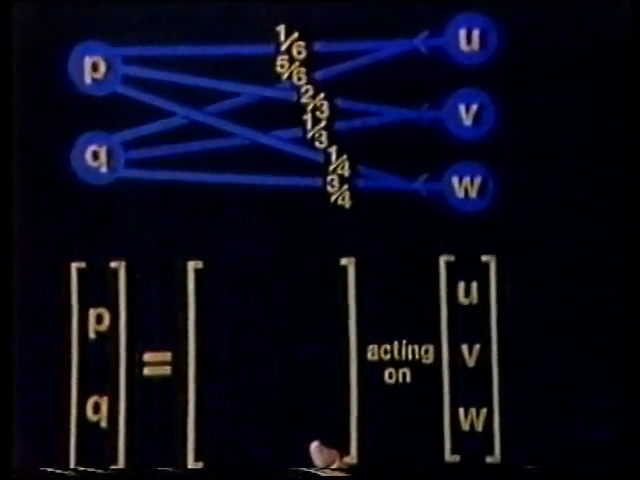 p
q
1/6
5/6
2/3
1/3
1/4
3/4
u
v
w
p
q
=
acting
on
u
v
w